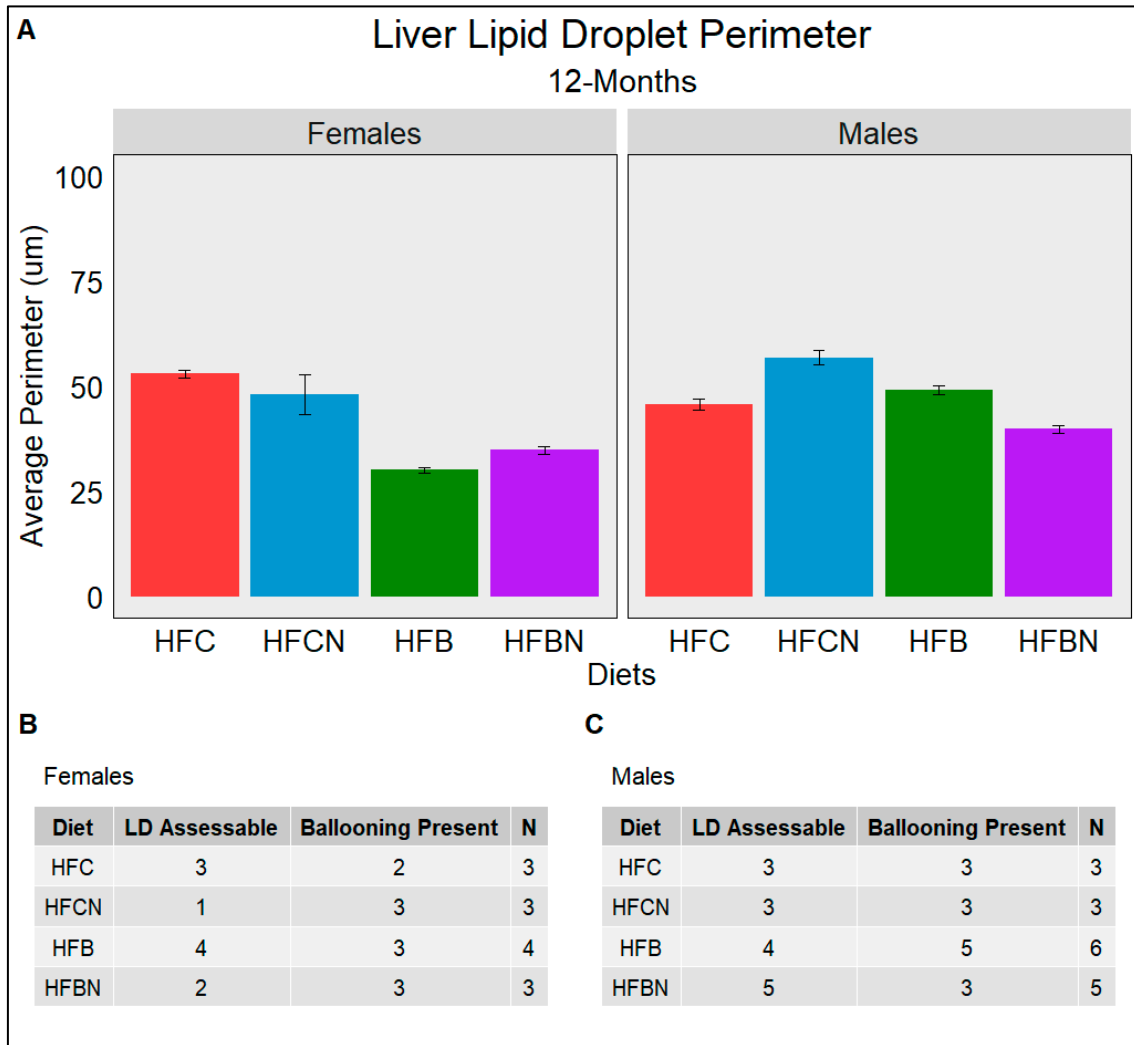 A
Liver Lipid Droplet Perimeter
12-Months
Females Males
Average Perimeter (um)
100
75
50
25
0
HFC HFCN HFB HFBN HFC HFCN HFB HFBN
Diets
B
Females
Diet LD Assessable Ballooning Present N
HFC 3 2 3
HFCN 1 3 3
HFB 4 3 4
HFBN 2 3 3
C
Males
Diet LD Assessable Ballooning Present N
HFC 3 3 3
HFCN 3 3 3
HFB 4 5 6
HFBN 5 3 5